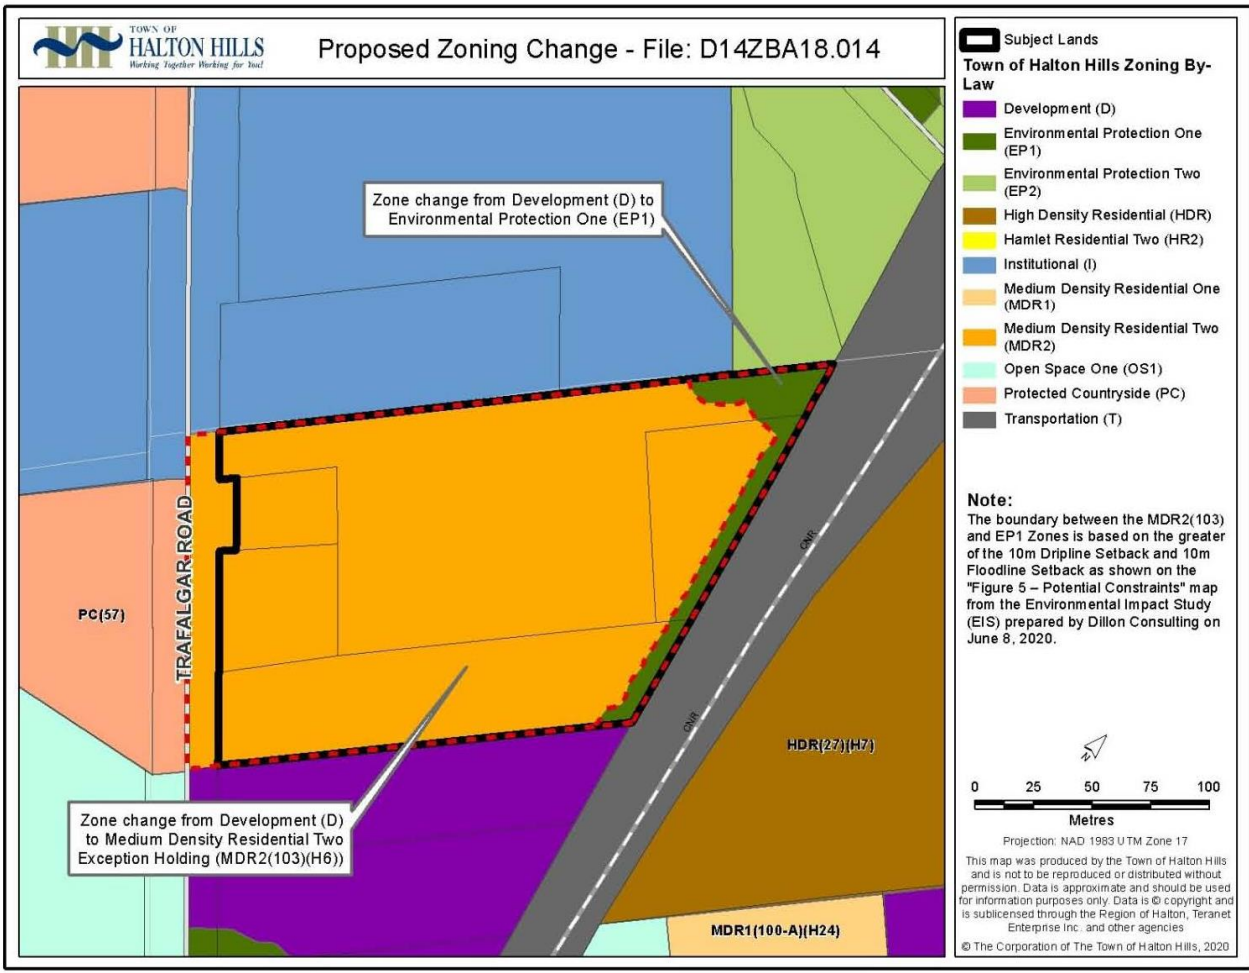 TOWN OF
HALTON HILLS
Working Together Working for You!
Proposed Zoning Change - File: D14ZBA18.014
Zone change from Development (D) to
Environmental Protection One (EP1)
TRAFALGAR ROAD
PC(57)
CNR
CNR
HDR(27)(H7)
Zone change from Development (D)
to Medium Density Residential Two
Exception Holding (MDR2(103)(H6))
MDR1(100-A)(H24)
Subject Lands
Town of Halton Hills Zoning By-
Law
Development (D)
Environmental Protection One
(EP1)
Environmental Protection Two
(EP2)
High Density Residential (HDR)
Hamlet Residential Two (HR2)
Institutional (I)
Medium Density Residential One
(MDR1)
Medium Density Residential Two
(MDR2)
Open Space One (OS1)
Protected Countryside (PC)
Transportation (T)
Note:
The boundary between the MDR2(103)
and EP1 Zones is based on the greater
of the 10m Dripline Setback and 10m
Floodline Setback as shown on the
"Figure 5 – Potential Constraints" map
from the Environmental Impact Study
(EIS) prepared by Dillon Consulting on
June 8, 2020.
N
0 25 50 75 100
Metres
Projection: NAD 1983 UTM Zone 17
This map was produced by the Town of Halton Hills
and is not to be reproduced or distributed without
permission. Data is approximate and should be used
for information purposes only. Data is © copyright and
is sublicensed through the Region of Halton, Teranet
Enterprise Inc. and other agencies
© The Corporation of The Town of Halton Hills, 2020